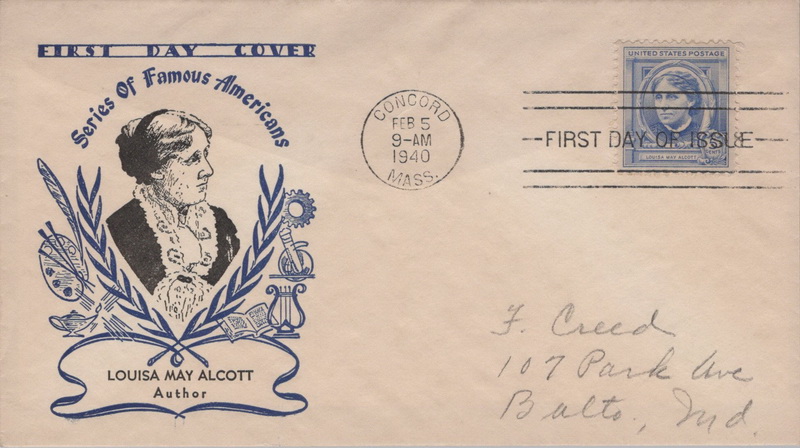 FIRST DAY COVER
Series Of Famous Americans
LOUISA MAY ALCOTT
Author
CONCORD
FEB 5
9-AM
1940
MASS.
UNITED STATES POSTAGE
FIRST DAY OF ISSUE
LOUISA MAY ALCOTT
F. Creed
107 Park Ave
Balto., Md.